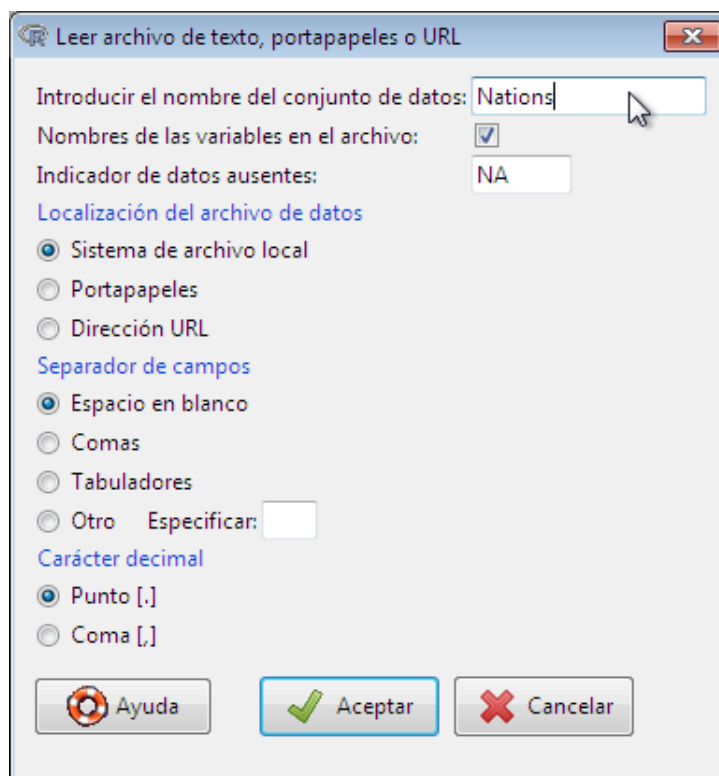 Leer archivo de texto, portapapeles o URL
Introducir el nombre del conjunto de datos: Nations
Nombres de las variables en el archivo:
Indicador de datos ausentes: NA
Localización del archivo de datos
Sistema de archivo local
Portapapeles
Dirección URL
Separador de campos
Espacio en blanco
Comas
Tabuladores
Otro Especificar:
Carácter decimal
Punto [.]
Coma [,]
Ayuda Aceptar Cancelar